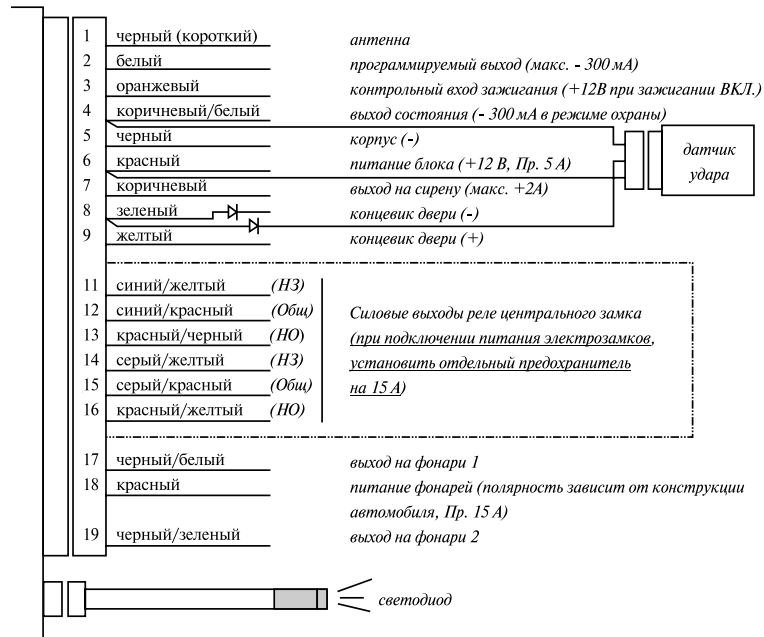 1 черный (короткий) антенна
2 белый программируемый выход (макс. - 300 мА)
3 оранжевый контрольный вход зажигания (+12В при зажигании ВКЛ.)
4 коричневый/белый выход состояния (- 300 мА в режиме охраны)
5 черный корпус (-)
6 красный питание блока (+12 В, Пр. 5 А)
7 коричневый выход на сирену (макс. +2А)
8 зеленый концевик двери (-)
9 желтый концевик двери (+)
датчик
удара
11 синий/желтый (НЗ)
12 синий/красный (Общ)
13 красный/черный (НО)
14 серый/желтый (НЗ)
15 серый/красный (Общ)
16 красный/желтый (НО)
Силовые выходы реле центрального замка
(при подключении питания электрозамков,
установить отдельный предохранитель
на 15 А)
17 черный/белый выход на фонари 1
18 красный питание фонарей (полярность зависит от конструкции
автомобиля, Пр. 15 А)
19 черный/зеленый выход на фонари 2
светодиод